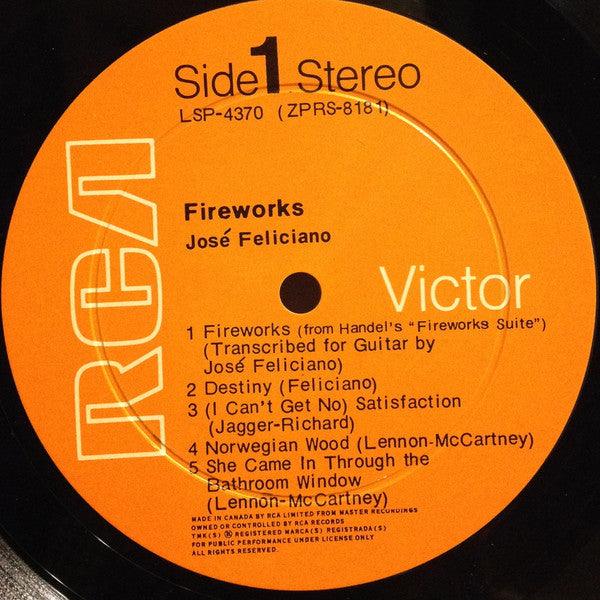 Side 1 Stereo
LSP-4370 (ZPRS-8181)
RCA
Fireworks
José Feliciano
Victor
1 Fireworks (from Handel's "Fireworks Suite")
(Transcribed for Guitar by
José Feliciano)
2 Destiny (Feliciano)
3 (I Can't Get No) Satisfaction
(Jagger-Richard)
4 Norwegian Wood (Lennon-McCartney)
5 She Came In Through the
Bathroom Window
(Lennon-McCartney)
MADE IN CANADA BY RCA LIMITED FROM MASTER RECORDINGS
OWNED OR CONTROLLED BY RCA RECORDS
TMK(S) ® REGISTERED MARCA(S) REGISTRADA(S)
FOR PUBLIC PERFORMANCE UNDER LICENSE ONLY
ALL RIGHTS RESERVED.